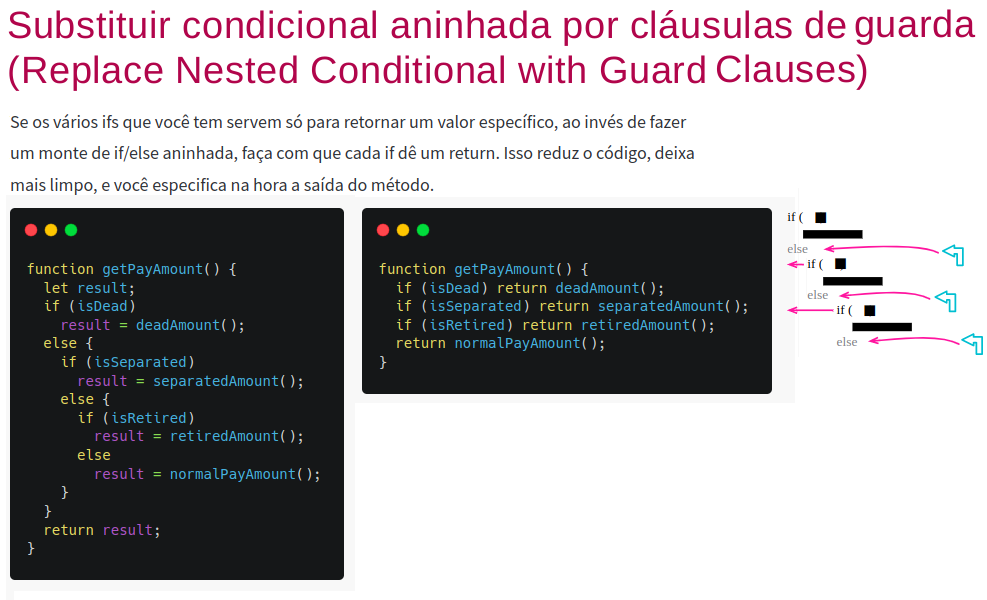 Substituir condicional aninhada por cláusulas de guarda
(Replace Nested Conditional with Guard Clauses)
Se os vários ifs que você tem servem só para retornar um valor específico, ao invés de fazer
um monte de if/else aninhada, faça com que cada if dê um return. Isso reduz o código, deixa
mais limpo, e você especifica na hora a saída do método.
function getPayAmount() {
let result;
if (isDead)
result = deadAmount();
else {
if (isSeparated)
result = separatedAmount();
else {
if (isRetired)
result = retiredAmount();
else
result = normalPayAmount();
}
}
return result;
}
function getPayAmount() {
if (isDead) return deadAmount();
if (isSeparated) return separatedAmount();
if (isRetired) return retiredAmount();
return normalPayAmount();
}
if (
else
if (
else
if (
else